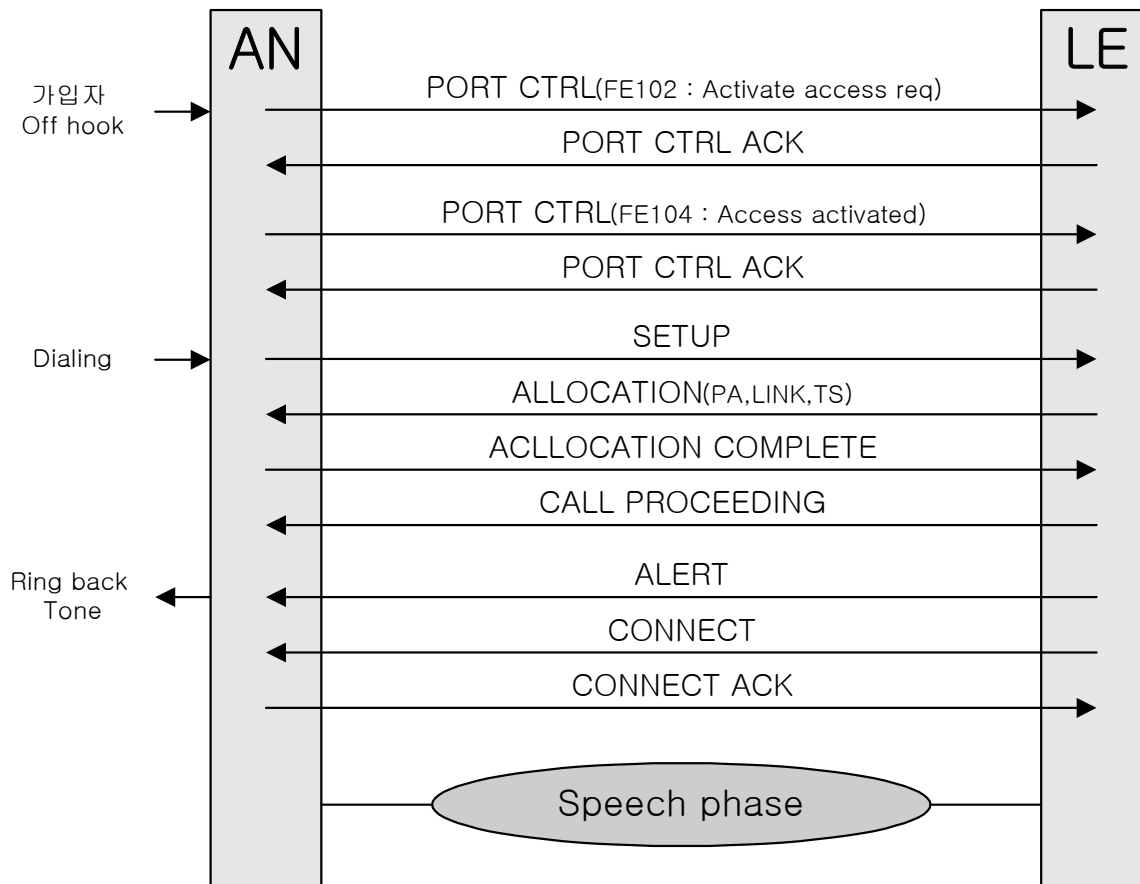 AN
LE
가입자
Off hook
PORT CTRL(FE102 : Activate access req)
PORT CTRL ACK
PORT CTRL(FE104 : Access activated)
PORT CTRL ACK
Dialing
SETUP
ALLOCATION(PA,LINK,TS)
ACLLOCATION COMPLETE
CALL PROCEEDING
Ring back
Tone
ALERT
CONNECT
CONNECT ACK
Speech phase